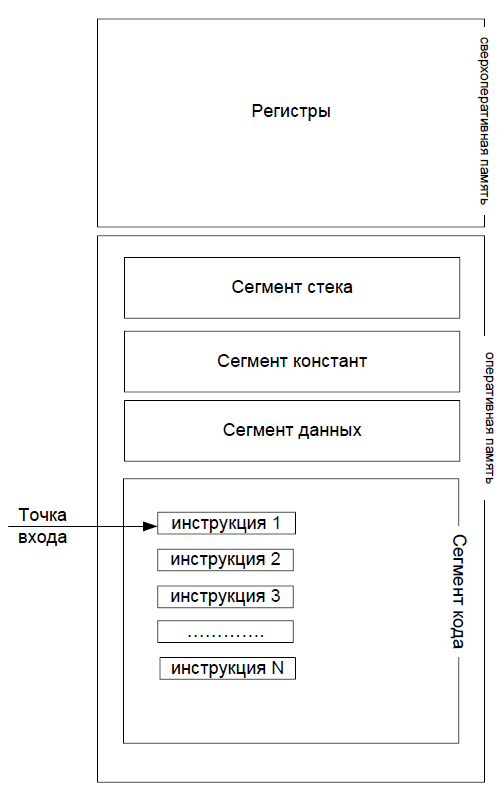 Регистры
сверхоперативная память
Сегмент стека
Сегмент констант
Сегмент данных
оперативная память
Точка
входа
инструкция 1
инструкция 2
инструкция 3
………….
инструкция N
Сегмент кода